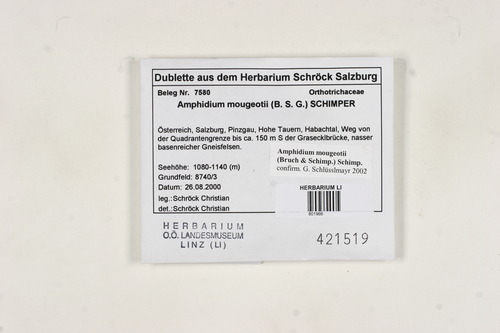 Dublette aus dem Herbarium Schröck Salzburg
Beleg Nr. 7580 Orthotrichaceae
Amphidium mougeotii (B. S. G.) SCHIMPER
Österreich, Salzburg, Pinzgau, Hohe Tauern, Habachtal, Weg von
der Quadrantengrenze bis ca. 150 m S der Grasecklbrücke, nasser
basenreicher Gneisfelsen.
Seehöhe: 1080-1140 (m)
Grundfeld: 8740/3
Datum: 26.08.2000
leg.:Schröck Christian
det.:Schröck Christian
Amphidium mougeotii
(Bruch & Schimp.) Schimp.
confirm. G. Schlüsslmayr 2002
HERBARIUM LI
801966
HERBARIUM
O.Ö. LANDESMUSEUM
LINZ (LI)
421519